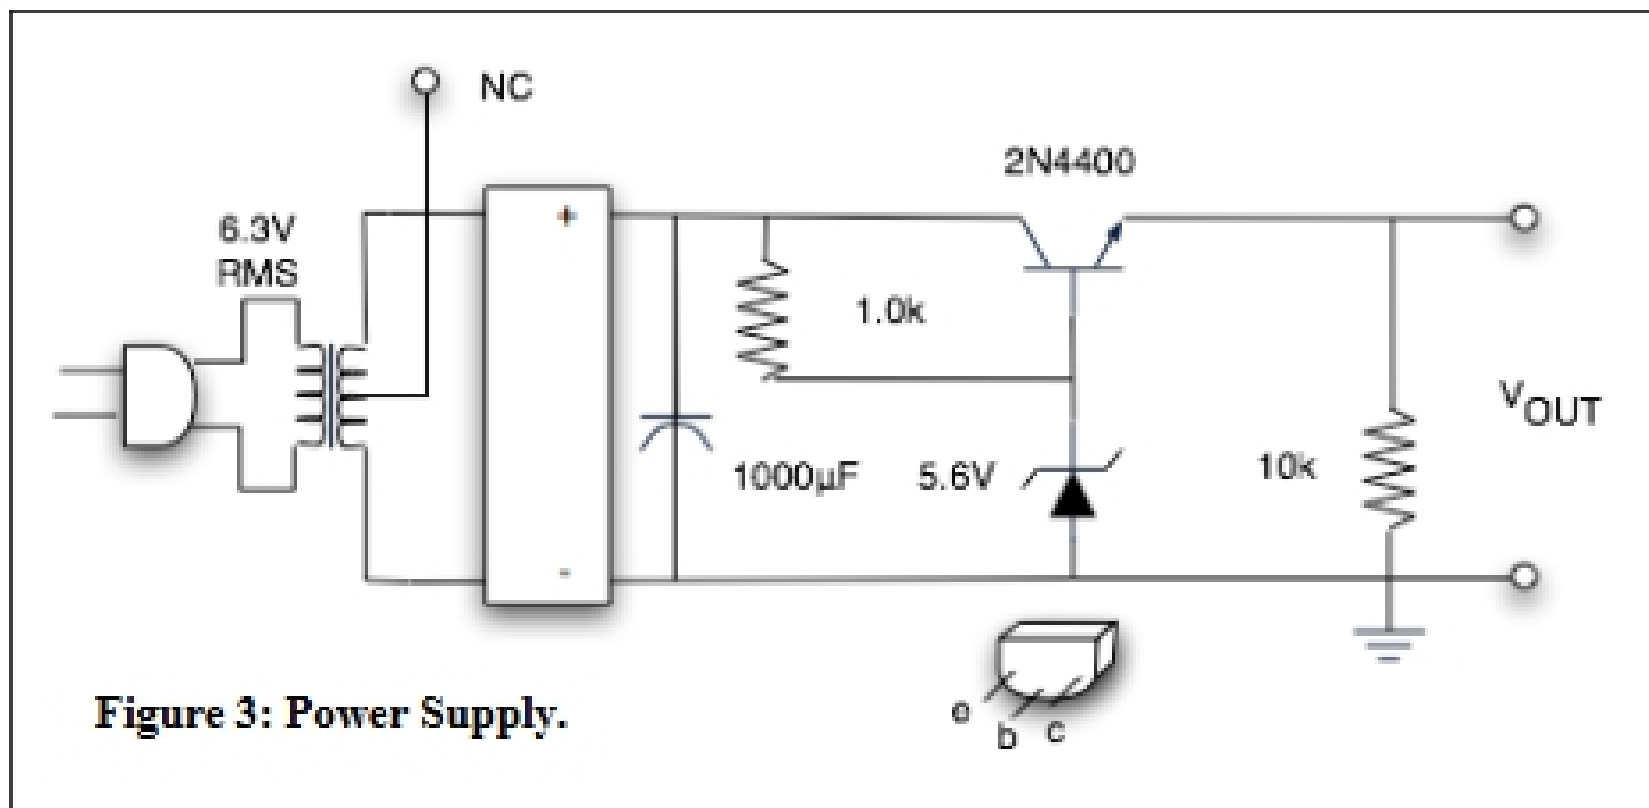 NC
2N4400
6.3V
RMS
+
1.0k
VOUT
1000µF
5.6V
10k
-
a
b
c
Figure 3: Power Supply.